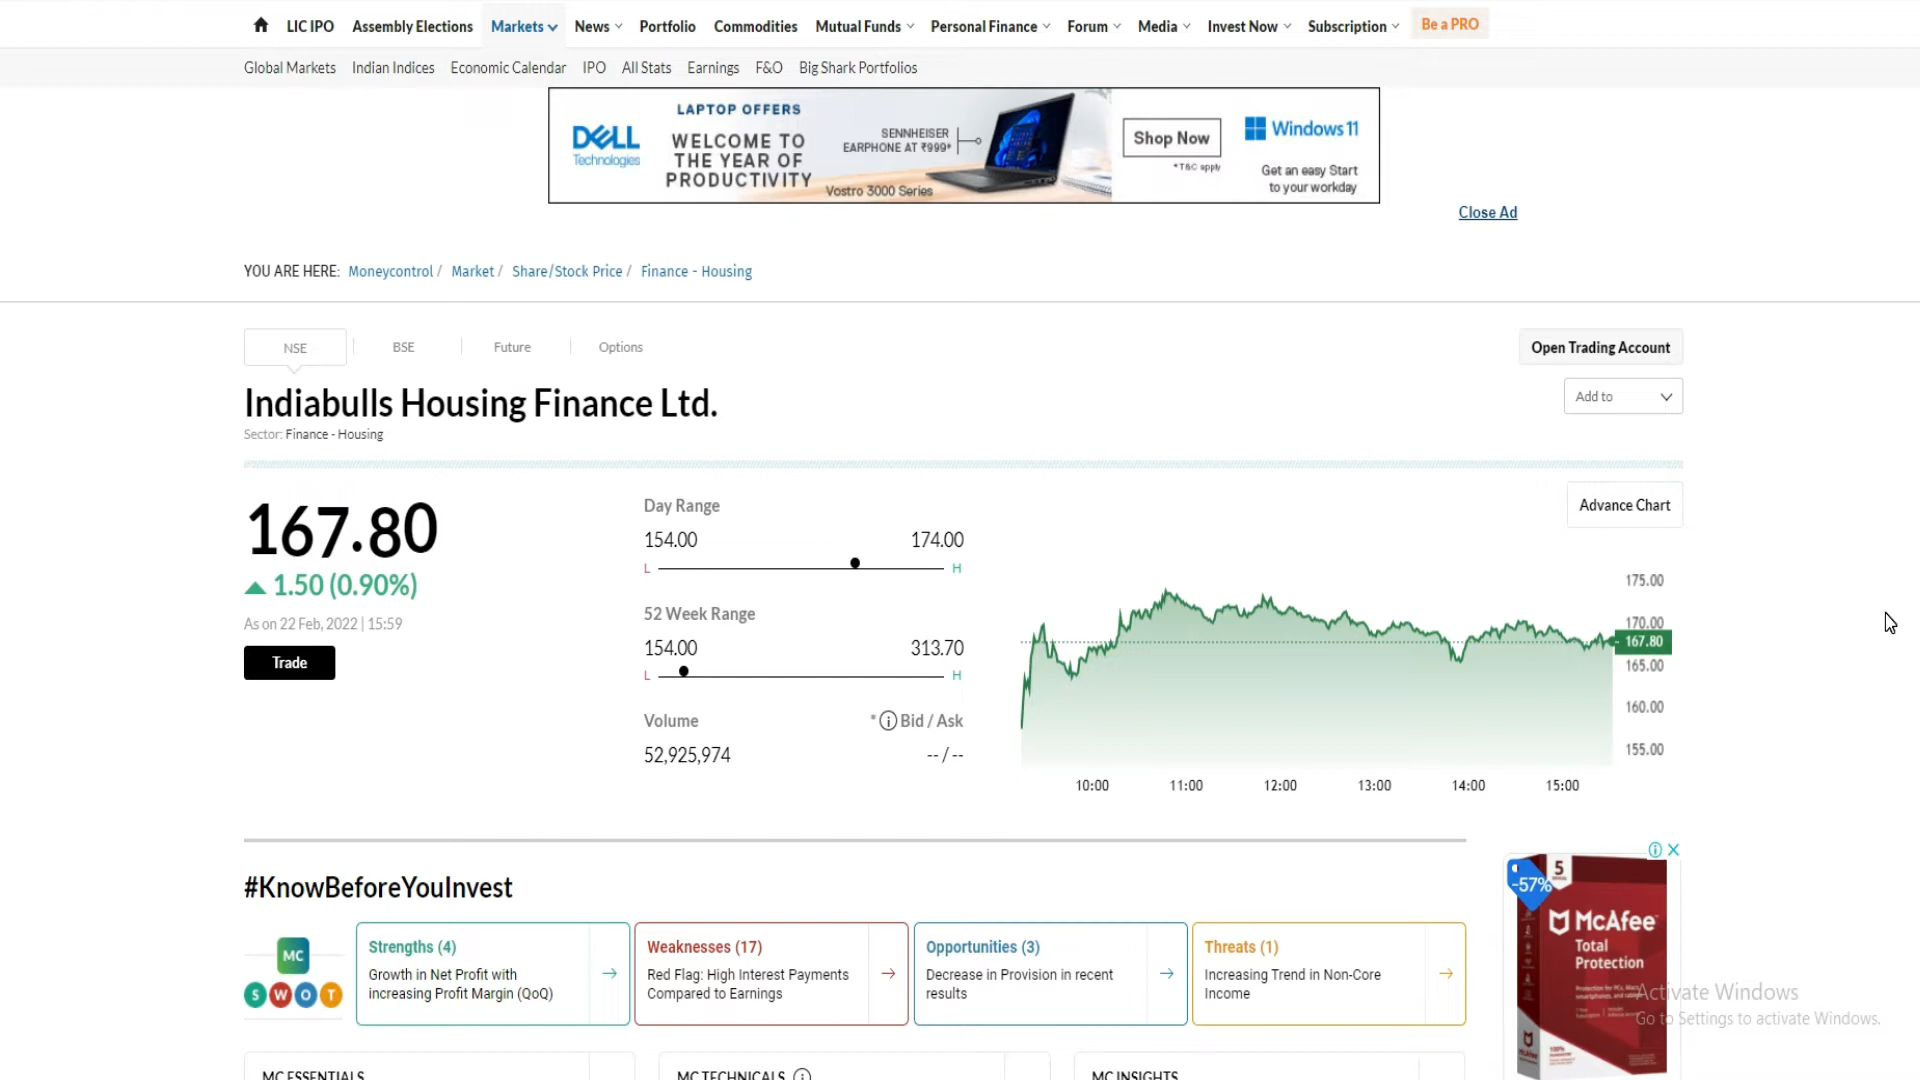 LIC IPO Assembly Elections Markets News Portfolio Commodities Mutual Funds Personal Finance Forum Media Invest Now Subscription Be a PRO
Global Markets Indian Indices Economic Calendar IPO All Stats Earnings F&O Big Shark Portfolios
DELL
Technologies
LAPTOP OFFERS
WELCOME TO
THE YEAR OF
PRODUCTIVITY
SENNHEISER
EARPHONE AT ₹999*
Vostro 3000 Series
Shop Now
*T&C apply
Windows 11
Get an easy Start
to your workday
Close Ad
YOU ARE HERE: Moneycontrol / Market / Share/Stock Price / Finance - Housing
NSE BSE Future Options
Open Trading Account
Indiabulls Housing Finance Ltd.
Add to
Sector: Finance - Housing
167.80
1.50 (0.90%)
As on 22 Feb, 2022 | 15:59
Trade
Day Range
154.00 174.00
L H
52 Week Range
154.00 313.70
L H
Volume * Bid / Ask
52,925,974 -- / --
Advance Chart
175.00
170.00
167.80
165.00
160.00
155.00
10:00 11:00 12:00 13:00 14:00 15:00
#KnowBeforeYouInvest
MC
S W O T
Strengths (4)
Growth in Net Profit with
increasing Profit Margin (QoQ)
Weaknesses (17)
Red Flag: High Interest Payments
Compared to Earnings
Opportunities (3)
Decrease in Provision in recent
results
Threats (1)
Increasing Trend in Non-Core
Income
-57%
5
McAfee
Total
Protection
Activate Windows
Go to Settings to activate Windows.
MC ESSENTIALS MC TECHNICALS MC INSIGHTS